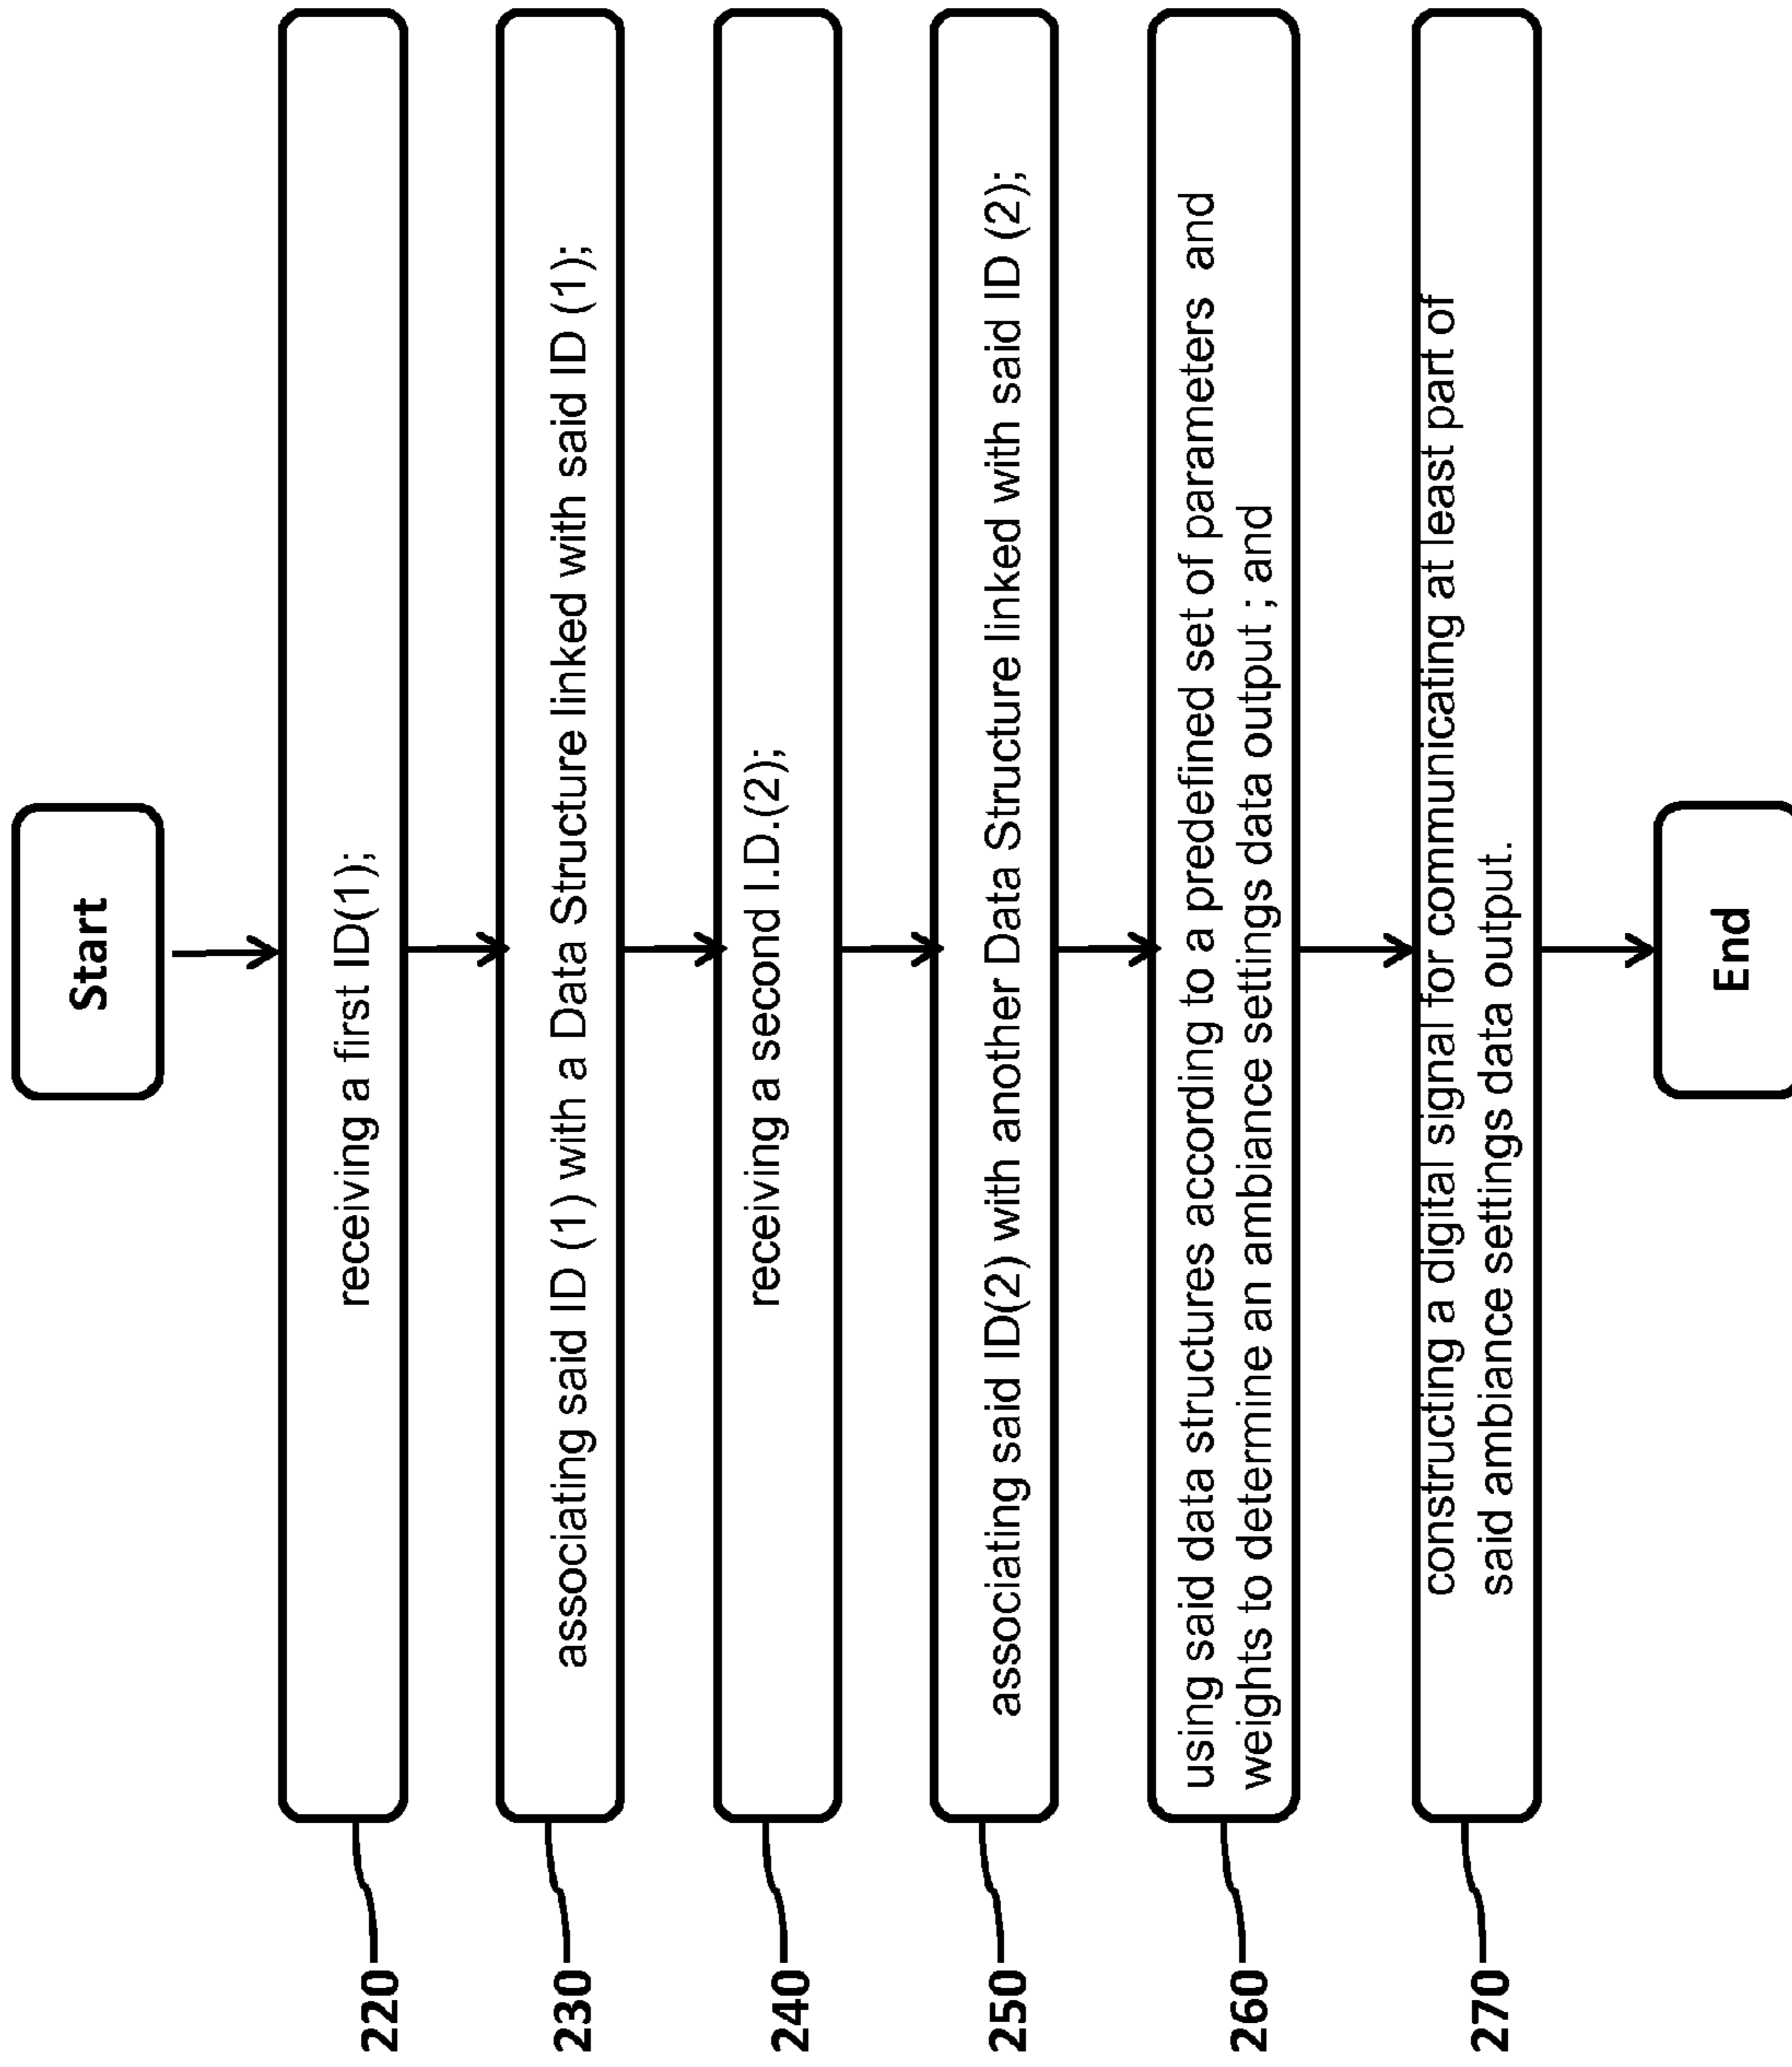 Start
220
receiving a first ID(1);
230
associating said ID (1) with a Data Structure linked with said ID (1);
240
receiving a second I.D.(2);
250
associating said ID(2) with another Data Structure linked with said ID (2);
260
using said data structures according to a predefined set of parameters and
weights to determine an ambiance settings data output ; and
270
constructing a digital signal for communicating at least part of
said ambiance settings data output.
End